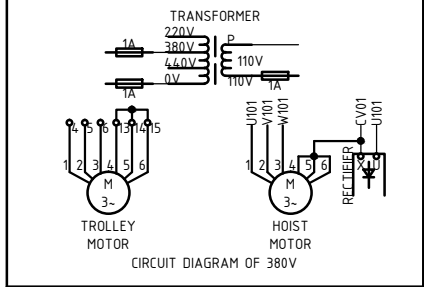 TRANSFORMER
220V
1A
380V
P
440V
110V
0V
110V
1A
1A
4 5 6 13 14 15
U101
V101
W101
CV01
U101
1 2 3 4 5 6
M
3~
1 2 3 4 5 6
M
3~
RECTIFIER
X
U
TROLLEY
MOTOR
HOIST
MOTOR
CIRCUIT DIAGRAM OF 380V